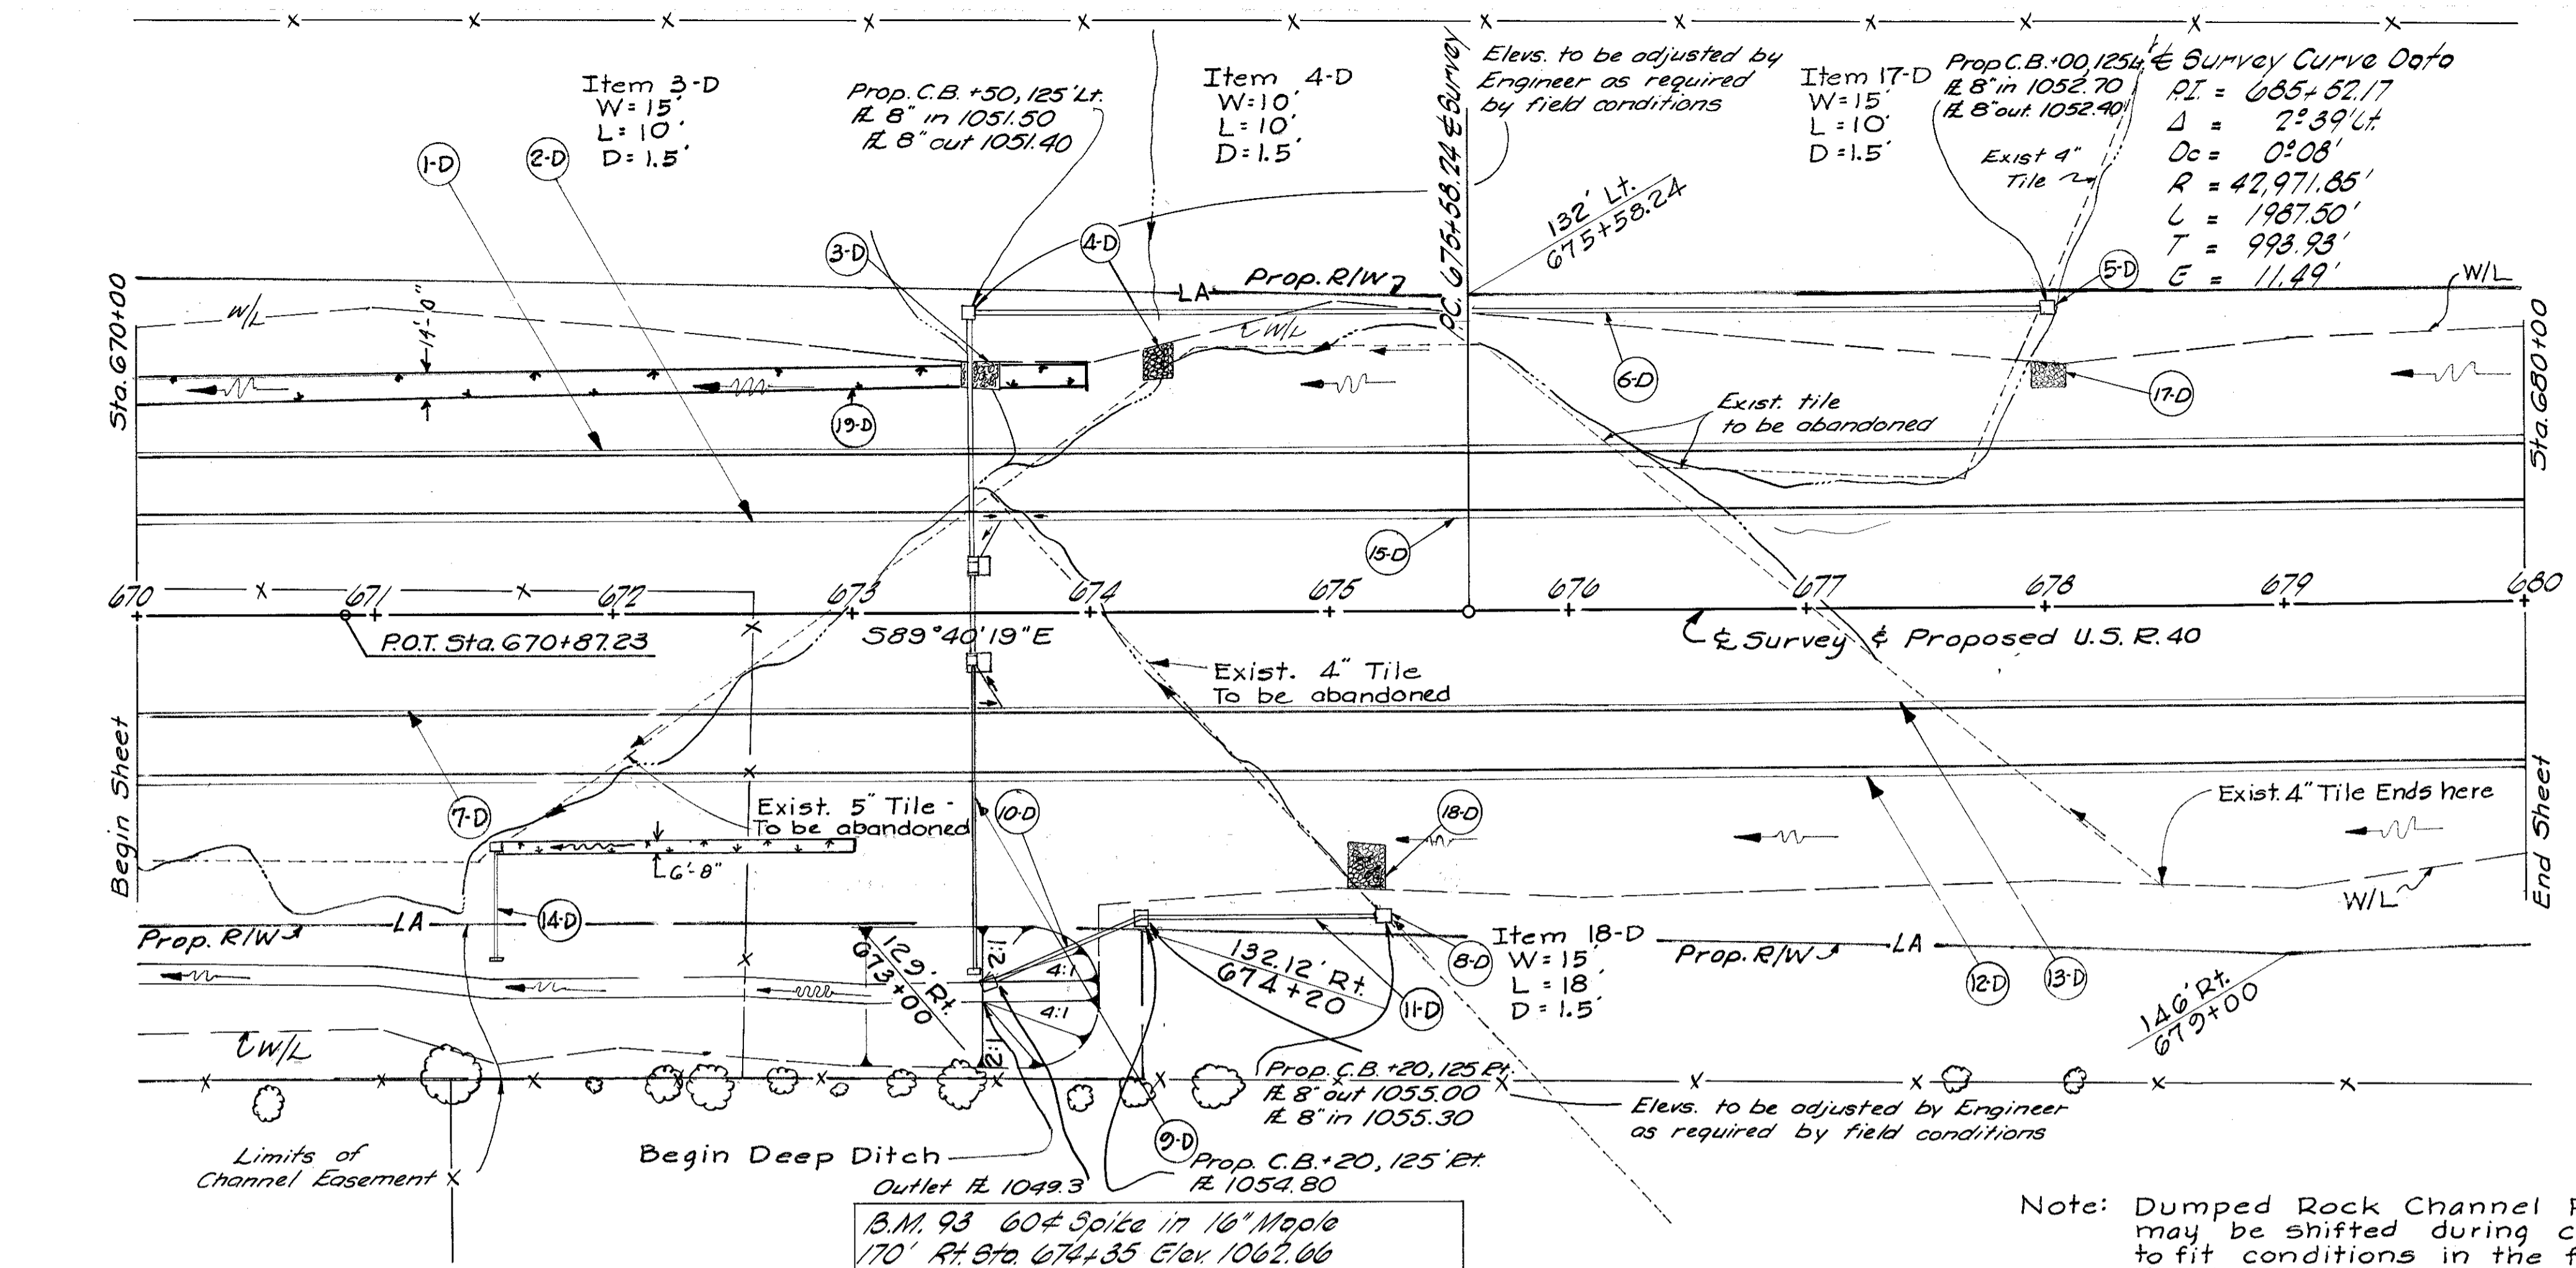 Item 3-D
W = 15'
L = 10'
D = 1.5'
Prop. C.B. +50, 125' Lt.
FL 8" in 1051.50
FL 8" out 1051.40
Item 4-D
W = 10'
L = 10'
D = 1.5'
Elevs. to be adjusted by
Engineer as required
by field conditions
P.C. 675+58.24 ℄ Survey
Item 17-D
W = 15'
L = 10'
D = 1.5'
Prop C.B. +00, 125 Lt
FL 8" in 1052.70
FL 8" out 1052.40
℄ Survey Curve Data
P.I. = 685+52.17
Δ = 2°39' Lt.
Dc = 0°08'
R = 42,971.85'
L = 1987.50'
T = 993.93'
E = 11.49'
Exist 4"
Tile
1-D
2-D
3-D
4-D
5-D
132' Lt.
675+58.24
Sta. 670+00
W/L
14'-0"
LA
Prop. R/W
W/L
W/L
Sta. 680+00
6-D
17-D
19-D
Exist. tile
to be abandoned
15-D
670
671
672
673
674
675
676
677
678
679
680
P.O.T. Sta. 670+87.23
S89°40'19"E
℄ Survey & Proposed U.S.R. 40
Exist. 4" Tile
To be abandoned
Begin Sheet
End Sheet
7-D
Exist. 5" Tile -
To be abandoned
10-D
18-D
Exist. 4" Tile Ends here
6'-8"
14-D
LA
Prop. R/W
129' Rt.
673+00
2:1
4:1
4:1
2:1
132.12' Rt.
674+20
8-D
11-D
Item 18-D
W = 15'
L = 18'
D = 1.5'
Prop. R/W
LA
W/L
12-D
13-D
146' Rt.
679+00
W/L
Prop. C.B. +20, 125 Rt.
FL 8" out 1055.00
FL 8" in 1055.30
Elevs. to be adjusted by Engineer
as required by field conditions
Limits of
Channel Easement
Begin Deep Ditch
9-D
Outlet FL 1049.3
Prop. C.B. +20, 125' Rt.
FL 1054.80
B.M. 93 60¢ Spike in 16" Maple
170' Rt. Sta. 674+35 Elev. 1062.66
Note: Dumped Rock Channel
may be shifted during
to fit conditions in the